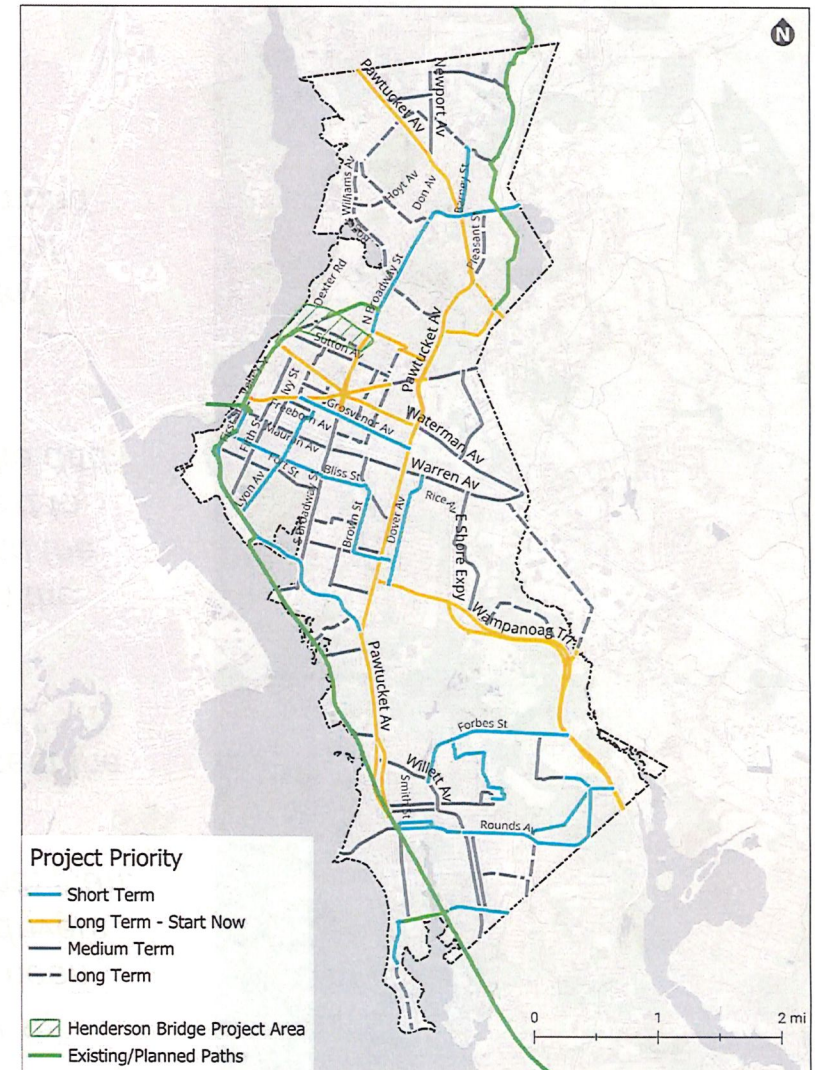 N
Pawtucket Av
Newport Av
Williams Av
Hoyt Av
Don Av
Pleasant S
Dexter Rd
N Broadway St
Sutton Av
Pawtucket Av
Ivy St
Grosvenor Av
Freeborn Av
Mauran Av
Fifth S
Waterman Av
Warren Av
Bliss St
Lyon Av
S Broadway S
Brown St
Dover Av
Rice Av
E Shore Expy
Wampanoag Trl
Pawtucket Av
Forbes St
Willett Av
Smith St
Rounds A
Project Priority
Short Term
Long Term - Start Now
Medium Term
Long Term
Henderson Bridge Project Area
Existing/Planned Paths
0 1 2 mi